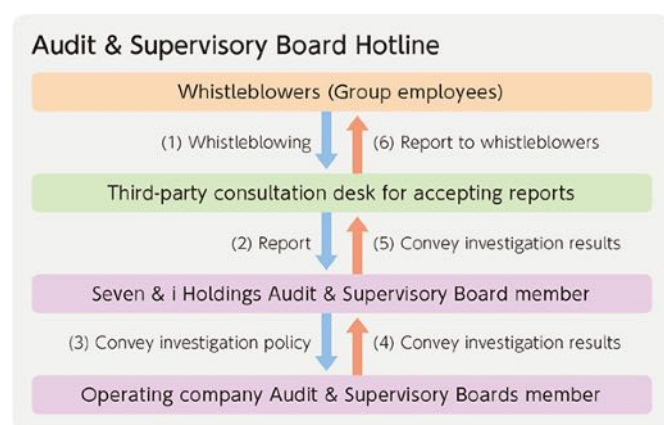 Audit & Supervisory Board Hotline
Whistleblowers (Group employees)
(1) Whistleblowing
(6) Report to whistleblowers
Third-party consultation desk for accepting reports
(2) Report
(5) Convey investigation results
Seven & i Holdings Audit & Supervisory Board member
(3) Convey investigation policy
(4) Convey investigation results
Operating company Audit & Supervisory Boards member